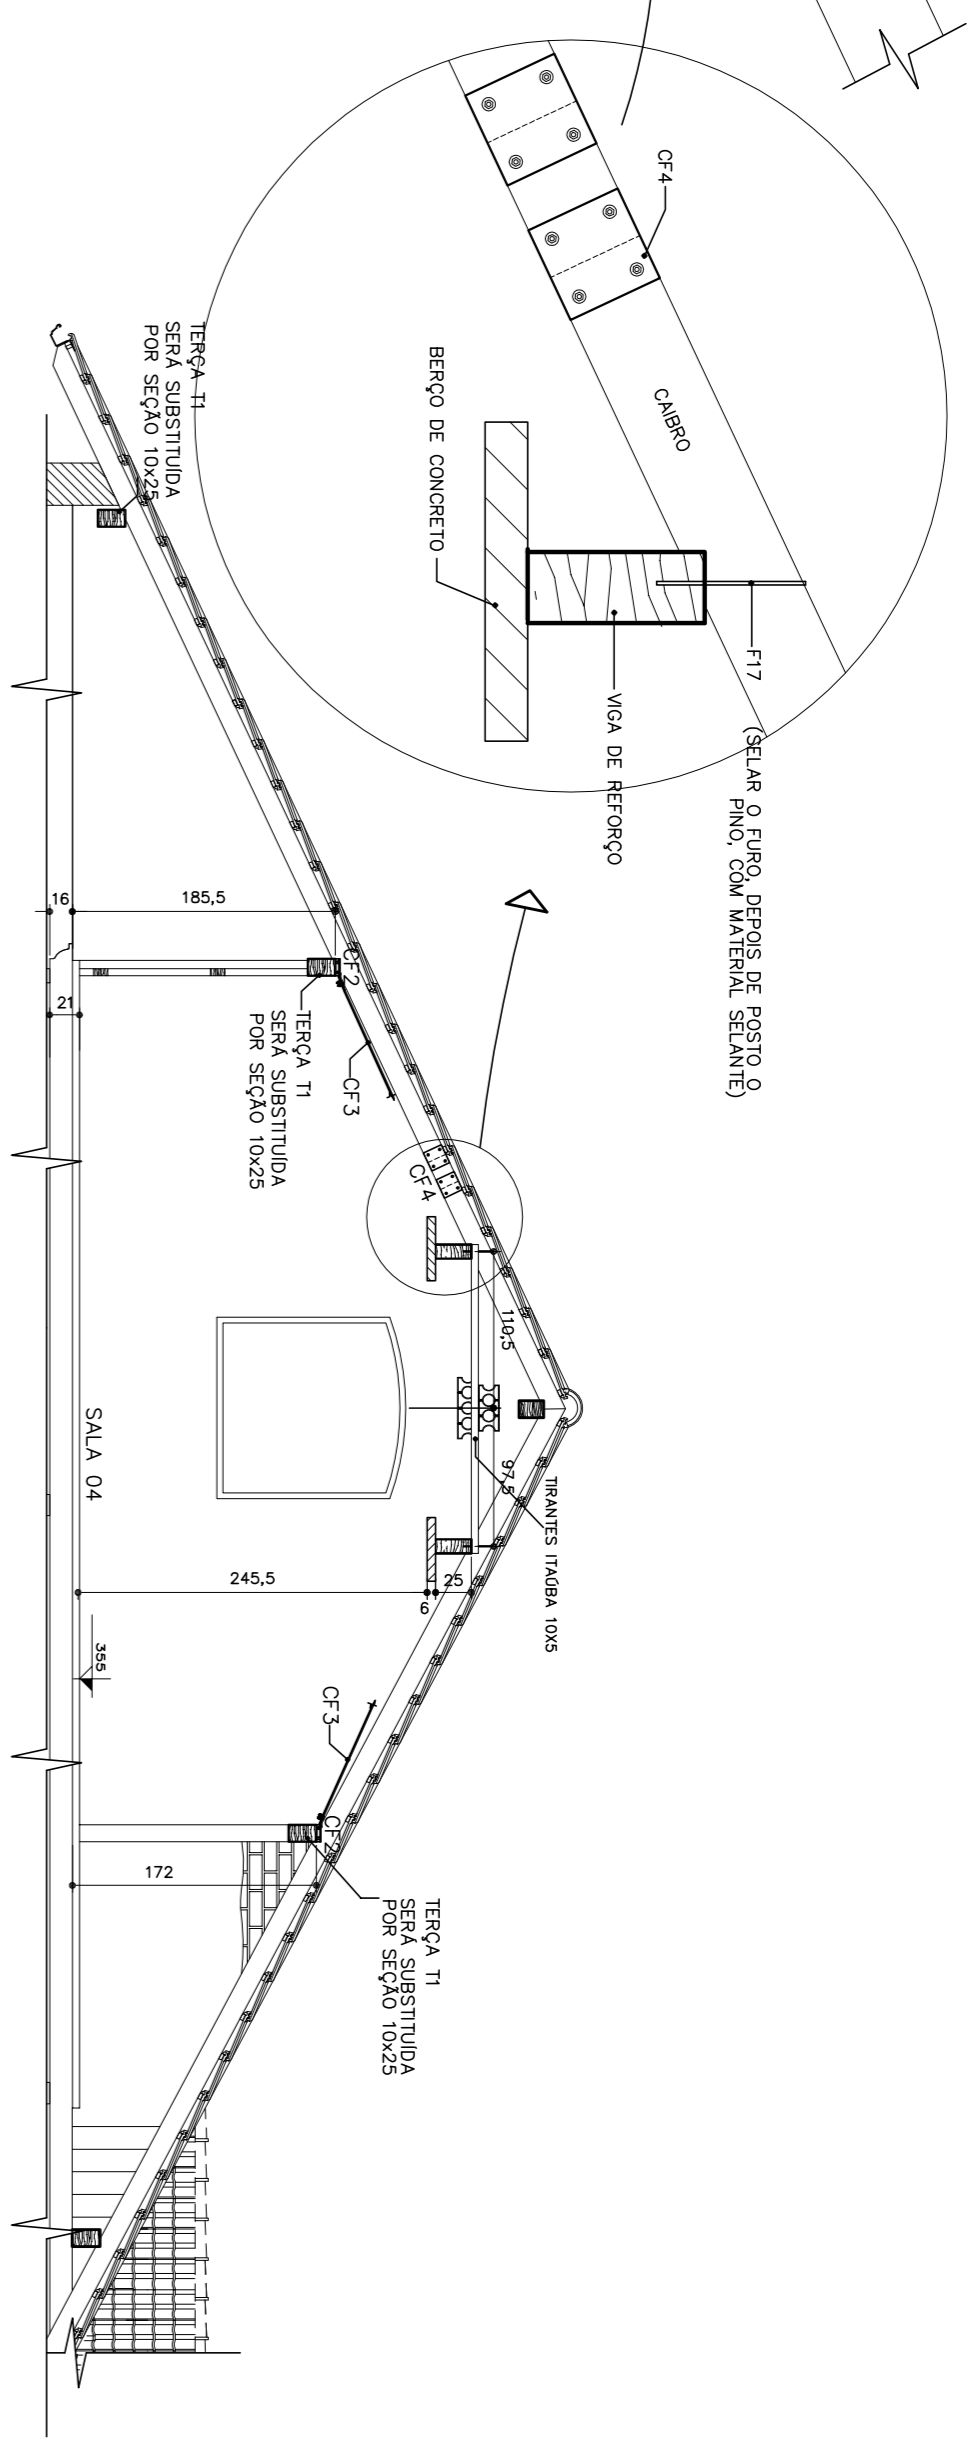 CF4
CAIBRO
BERÇO DE CONCRETO
F17
(SELAR O FURO, DEPOIS DE POSTO O
PINO, COM MATERIAL SELANTE)
VIGA DE REFORÇO
TERÇA T1
SERÁ SUBSTITUÍDA
POR SEÇÃO 10x25
16
185,5
21
CF2
TERÇA T1
SERÁ SUBSTITUÍDA
POR SEÇÃO 10x25
CF3
CF4
110,5
97,5
TIRANTES ITAÚBA 10X5
SALA 04
245,5
6
25
355
CF3
CF2
172
TERÇA T1
SERÁ SUBSTITUÍDA
POR SEÇÃO 10x25